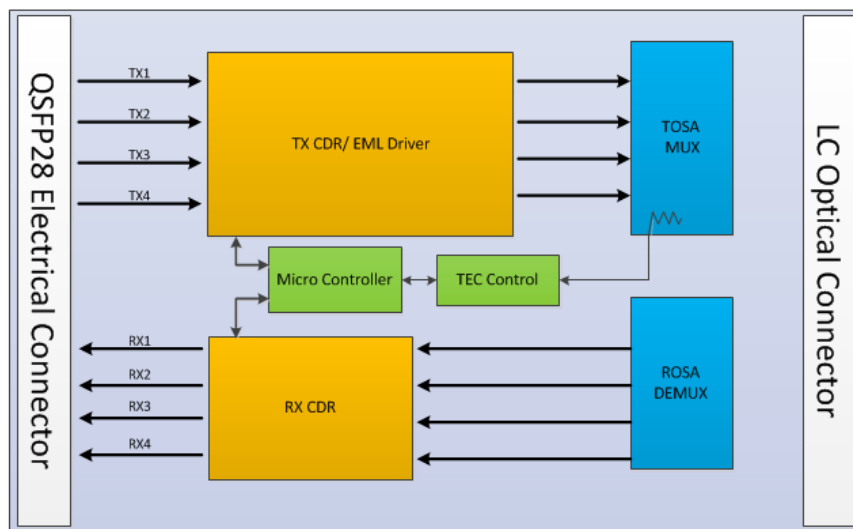 QSFP28 Electrical Connector
TX1
TX2
TX3
TX4
TX CDR/ EML Driver
TOSA
MUX
LC Optical Connector
Micro Controller
TEC Control
RX1
RX2
RX3
RX4
RX CDR
ROSA
DEMUX